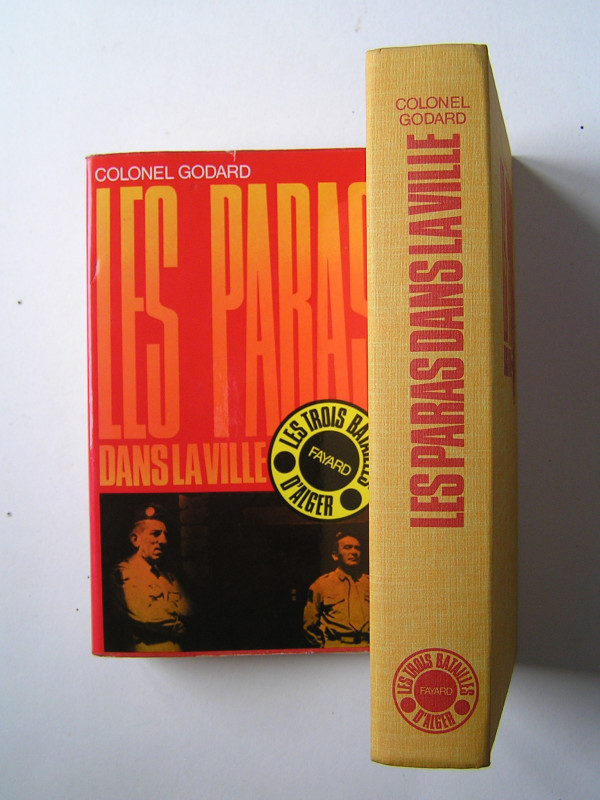 COLONEL GODARD
LES PARAS
DANS LA VILLE
LES TROIS BATAILLES
FAYARD
D'ALGER
COLONEL
GODARD
LES PARAS DANS LA VILLE
LES TROIS BATAILLES
FAYARD
D'ALGER